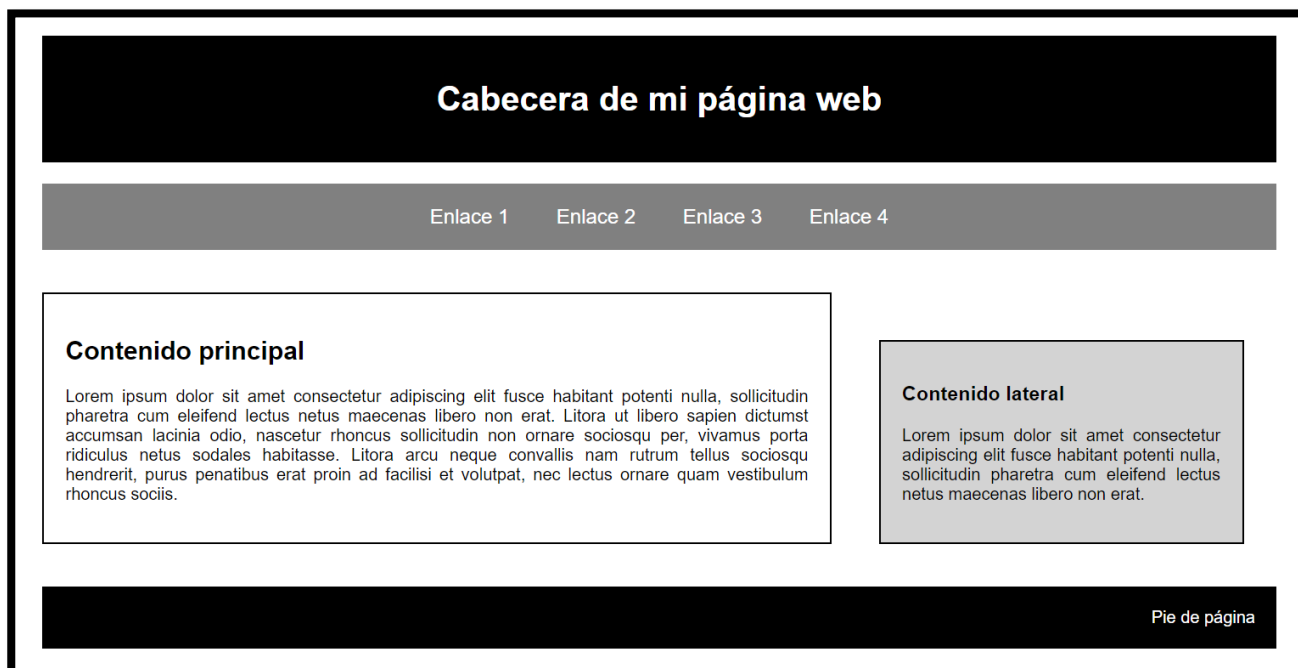 Cabecera de mi página web
Enlace 1 Enlace 2 Enlace 3 Enlace 4
Contenido principal
Lorem ipsum dolor sit amet consectetur adipiscing elit fusce habitant potenti nulla, sollicitudin
pharetra cum eleifend lectus netus maecenas libero non erat. Litora ut libero sapien dictumst
accumsan lacinia odio, nascetur rhoncus sollicitudin non ornare sociosqu per, vivamus porta
ridiculus netus sodales habitasse. Litora arcu neque convallis nam rutrum tellus sociosqu
hendrerit, purus penatibus erat proin ad facilisi et volutpat, nec lectus ornare quam vestibulum
rhoncus sociis.
Contenido lateral
Lorem ipsum dolor sit amet consectetur
adipiscing elit fusce habitant potenti nulla,
sollicitudin pharetra cum eleifend lectus
netus maecenas libero non erat.
Pie de página